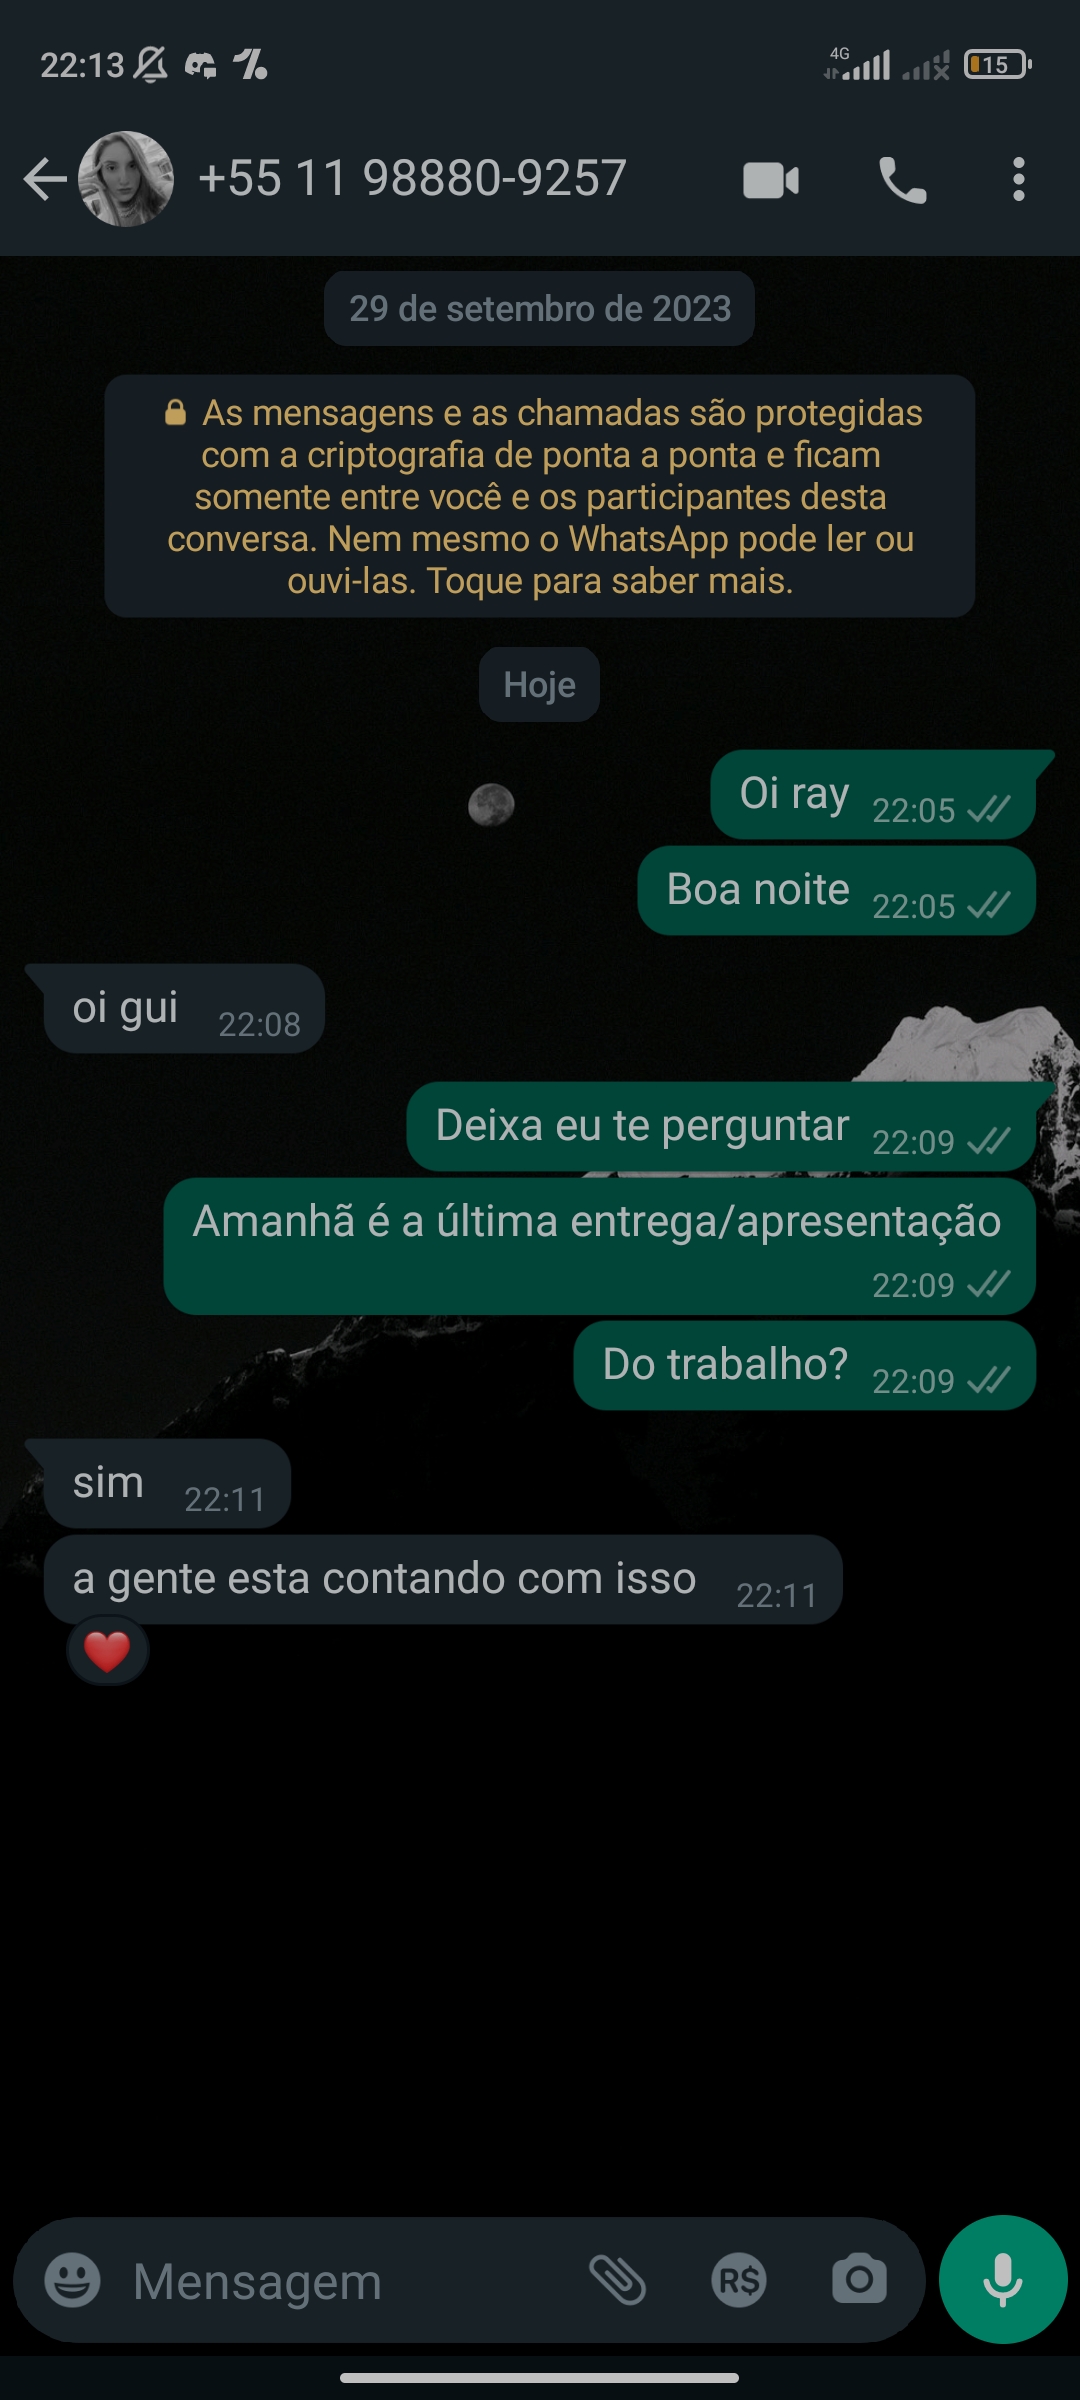 22:13
4G
15
+55 11 98880-9257
29 de setembro de 2023
As mensagens e as chamadas são protegidas
com a criptografia de ponta a ponta e ficam
somente entre você e os participantes desta
conversa. Nem mesmo o WhatsApp pode ler ou
ouvi-las. Toque para saber mais.
Hoje
Oi ray 22:05
Boa noite 22:05
oi gui 22:08
Deixa eu te perguntar 22:09
Amanhã é a última entrega/apresentação
22:09
Do trabalho? 22:09
sim 22:11
a gente esta contando com isso 22:11
Mensagem
R$